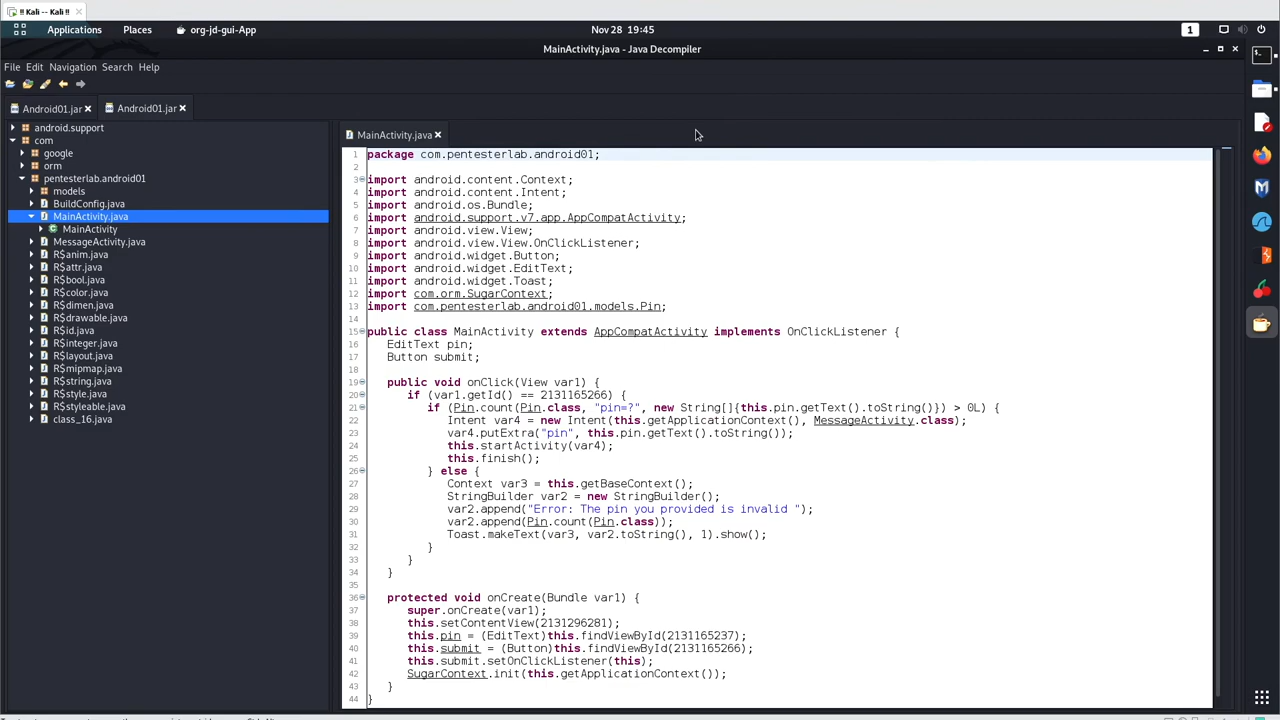 !! Kali -- Kali !!
Applications Places org-jd-gui-App Nov 28 19:45 1
MainActivity.java - Java Decompiler
File Edit Navigation Search Help
Android01.jar Android01.jar
android.support
com
google
orm
pentesterlab.android01
models
BuildConfig.java
MainActivity.java
MainActivity
MessageActivity.java
R$anim.java
R$attr.java
R$bool.java
R$color.java
R$dimen.java
R$drawable.java
R$id.java
R$integer.java
R$layout.java
R$mipmap.java
R$string.java
R$style.java
R$styleable.java
class_16.java
MainActivity.java
1 package com.pentesterlab.android01;
2
3 import android.content.Context;
4 import android.content.Intent;
5 import android.os.Bundle;
6 import android.support.v7.app.AppCompatActivity;
7 import android.view.View;
8 import android.view.View.OnClickListener;
9 import android.widget.Button;
10 import android.widget.EditText;
11 import android.widget.Toast;
12 import com.orm.SugarContext;
13 import com.pentesterlab.android01.models.Pin;
14
15 public class MainActivity extends AppCompatActivity implements OnClickListener {
16 EditText pin;
17 Button submit;
18
19 public void onClick(View var1) {
20 if (var1.getId() == 2131165266) {
21 if (Pin.count(Pin.class, "pin=?", new String[]{this.pin.getText().toString()}) > 0L) {
22 Intent var4 = new Intent(this.getApplicationContext(), MessageActivity.class);
23 var4.putExtra("pin", this.pin.getText().toString());
24 this.startActivity(var4);
25 this.finish();
26 } else {
27 Context var3 = this.getBaseContext();
28 StringBuilder var2 = new StringBuilder();
29 var2.append("Error: The pin you provided is invalid ");
30 var2.append(Pin.count(Pin.class));
31 Toast.makeText(var3, var2.toString(), 1).show();
32 }
33 }
34 }
35
36 protected void onCreate(Bundle var1) {
37 super.onCreate(var1);
38 this.setContentView(2131296281);
39 this.pin = (EditText)this.findViewById(2131165237);
40 this.submit = (Button)this.findViewById(2131165266);
41 this.submit.setOnClickListener(this);
42 SugarContext.init(this.getApplicationContext());
43 }
44 }